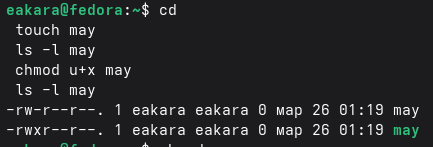 eakara@fedora:~$ cd
touch may
ls -l may
chmod u+x may
ls -l may
-rw-r--r--. 1 eakara eakara 0 мар 26 01:19 may
-rwxr--r--. 1 eakara eakara 0 мар 26 01:19 may